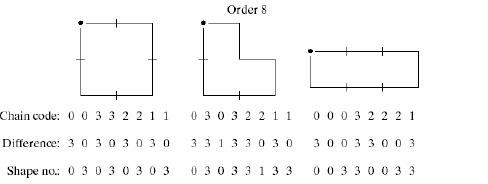 Order 8
Chain code: 0 0 3 3 2 2 1 1 0 3 0 3 2 2 1 1 0 0 0 3 2 2 2 1
Difference: 3 0 3 0 3 0 3 0 3 3 1 3 3 0 3 0 3 0 0 3 3 0 0 3
Shape no.: 0 3 0 3 0 3 0 3 0 3 0 3 3 1 3 3 0 0 3 3 0 0 3 3